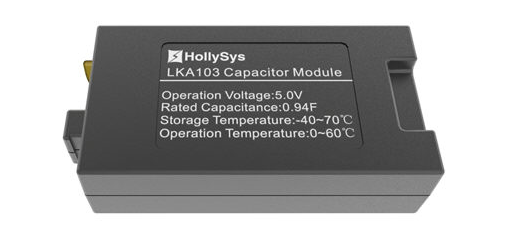 HollySys
LKA103 Capacitor Module
Operation Voltage:5.0V
Rated Capacitance:0.94F
Storage Temperature:-40~70℃
Operation Temperature:0~60℃